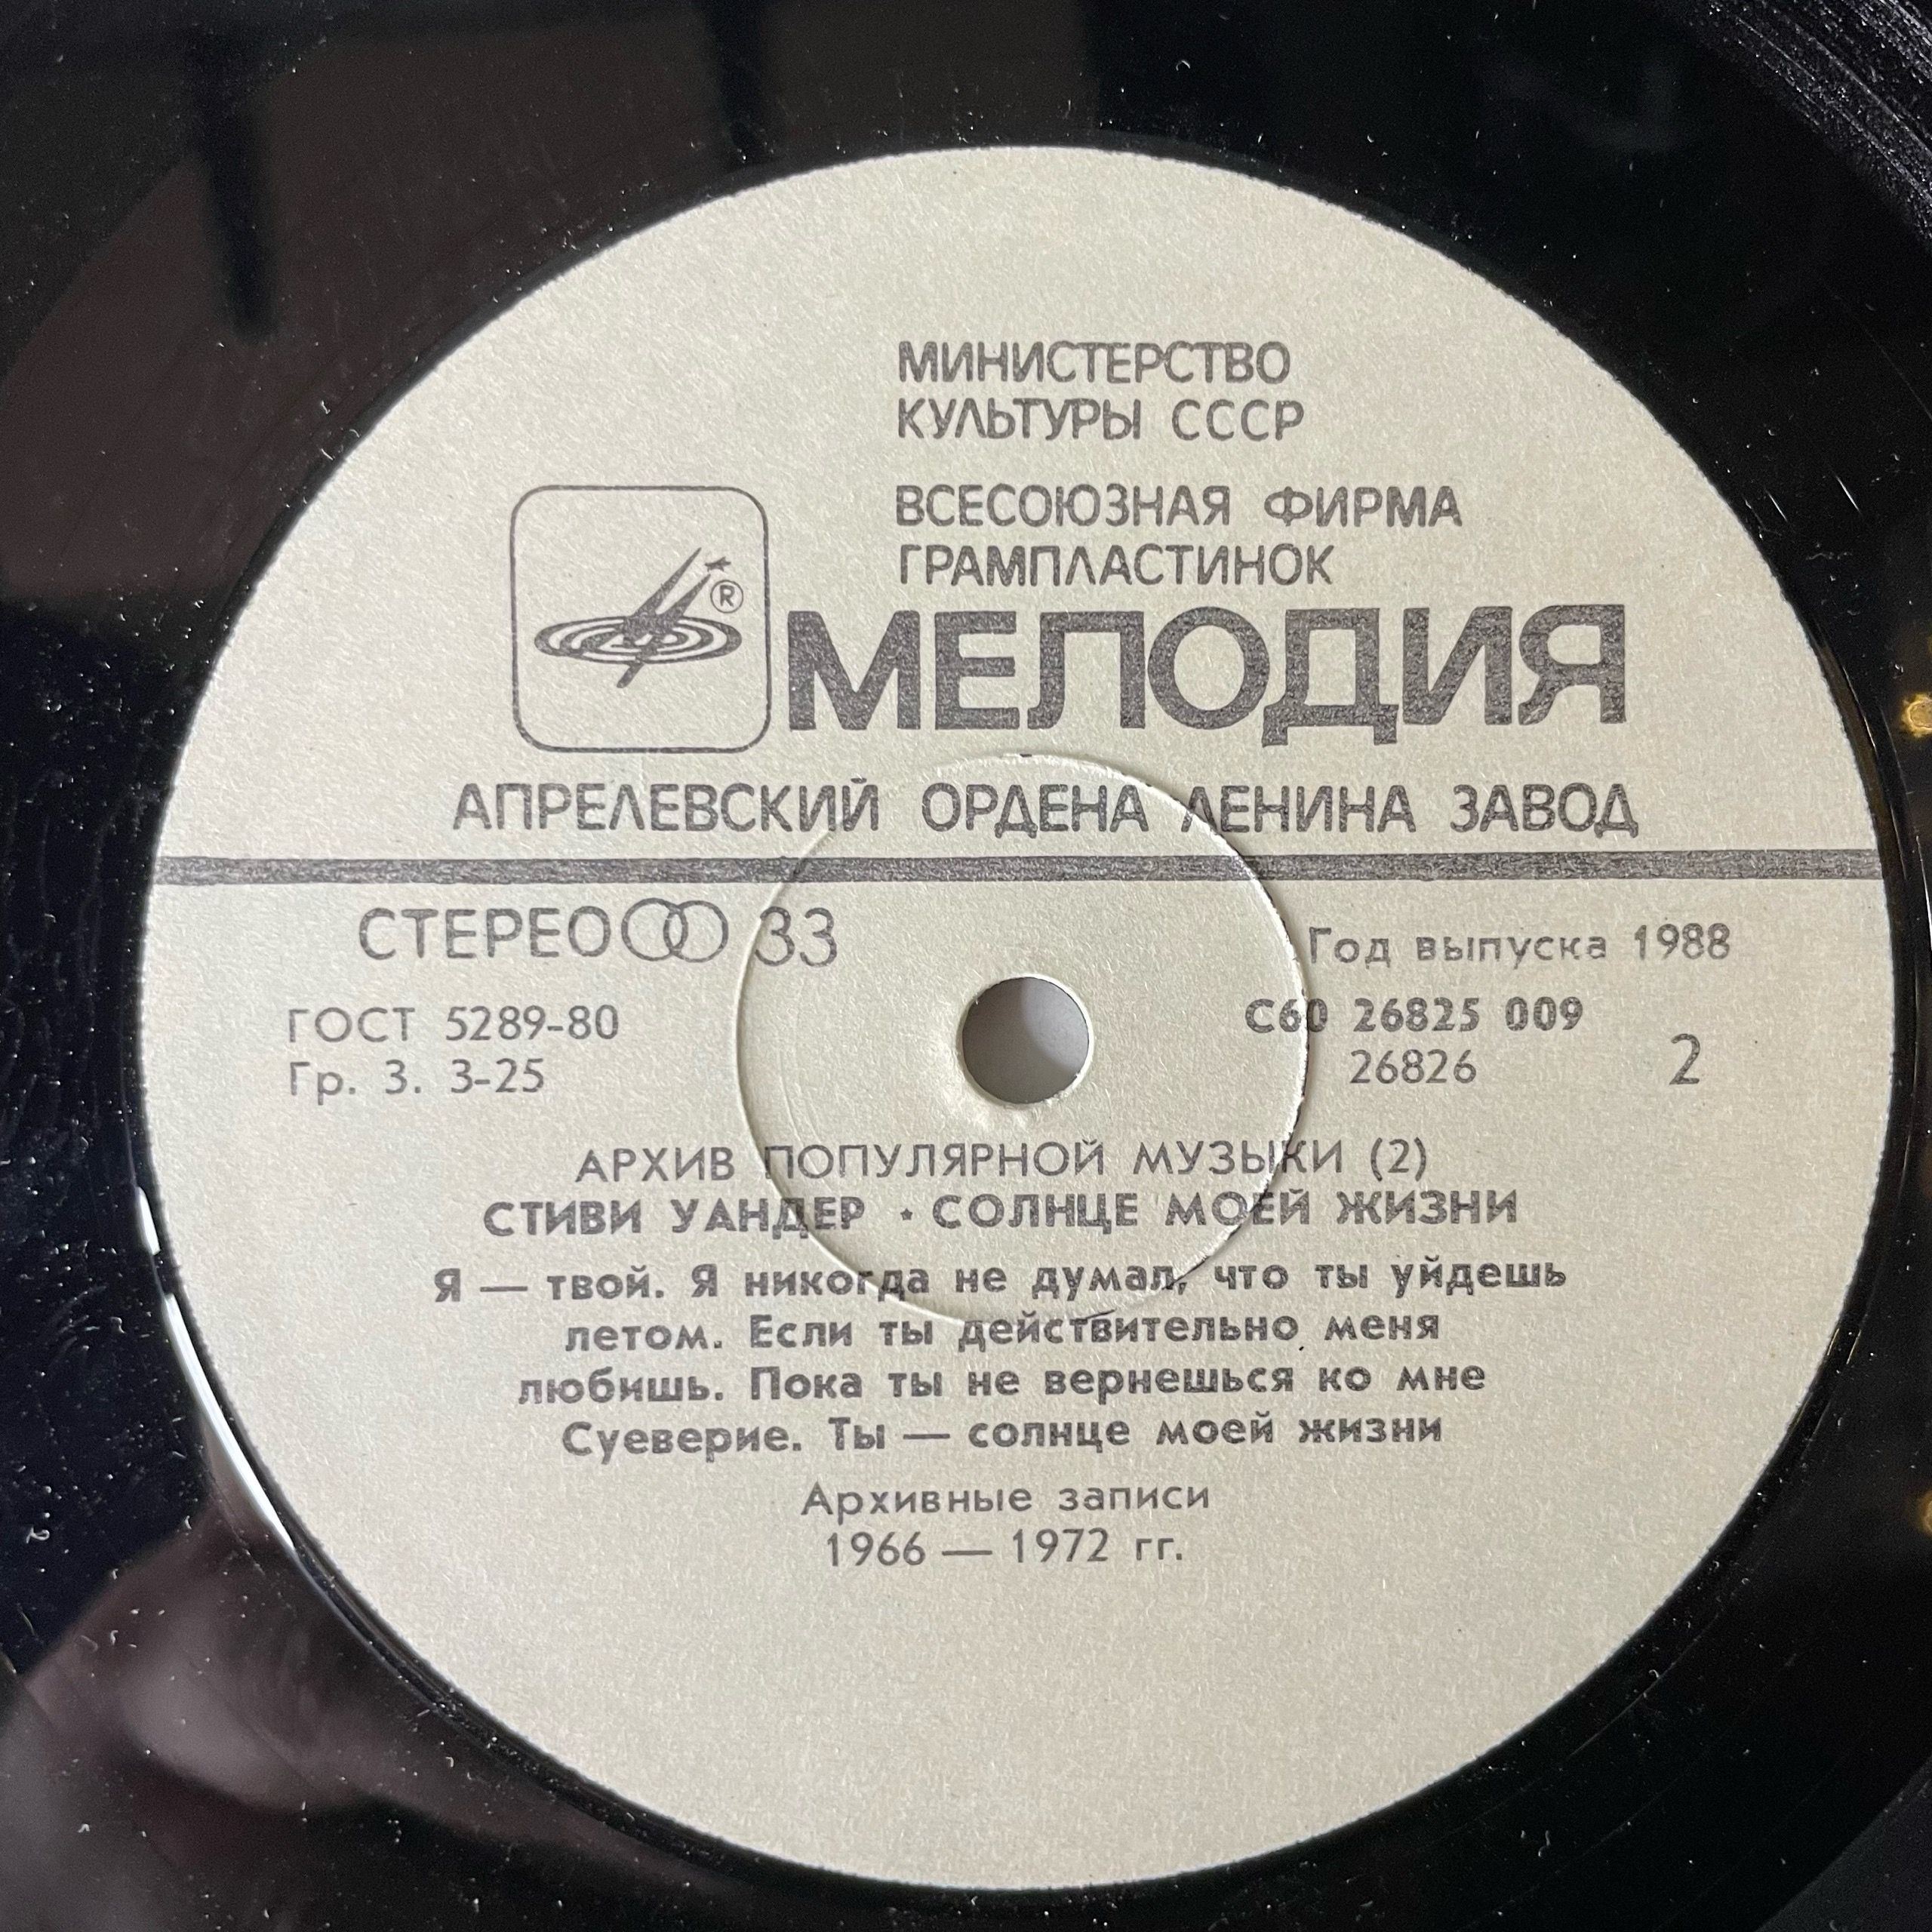 МИНИСТЕРСТВО
КУЛЬТУРЫ СССР
ВСЕСОЮЗНАЯ ФИРМА
ГРАМПЛАСТИНОК
®
МЕЛОДИЯ
АПРЕЛЕВСКИЙ ОРДЕНА ЛЕНИНА ЗАВОД
СТЕРЕО 33
Год выпуска 1988
ГОСТ 5289-80
Гр. 3. 3-25
С60 26825 009
26826
2
АРХИВ ПОПУЛЯРНОЙ МУЗЫКИ (2)
СТИВИ УАНДЕР · СОЛНЦЕ МОЕЙ ЖИЗНИ
Я — твой. Я никогда не думал, что ты уйдешь
летом. Если ты действительно меня
любишь. Пока ты не вернешься ко мне
Суеверие. Ты — солнце моей жизни
Архивные записи
1966 — 1972 гг.